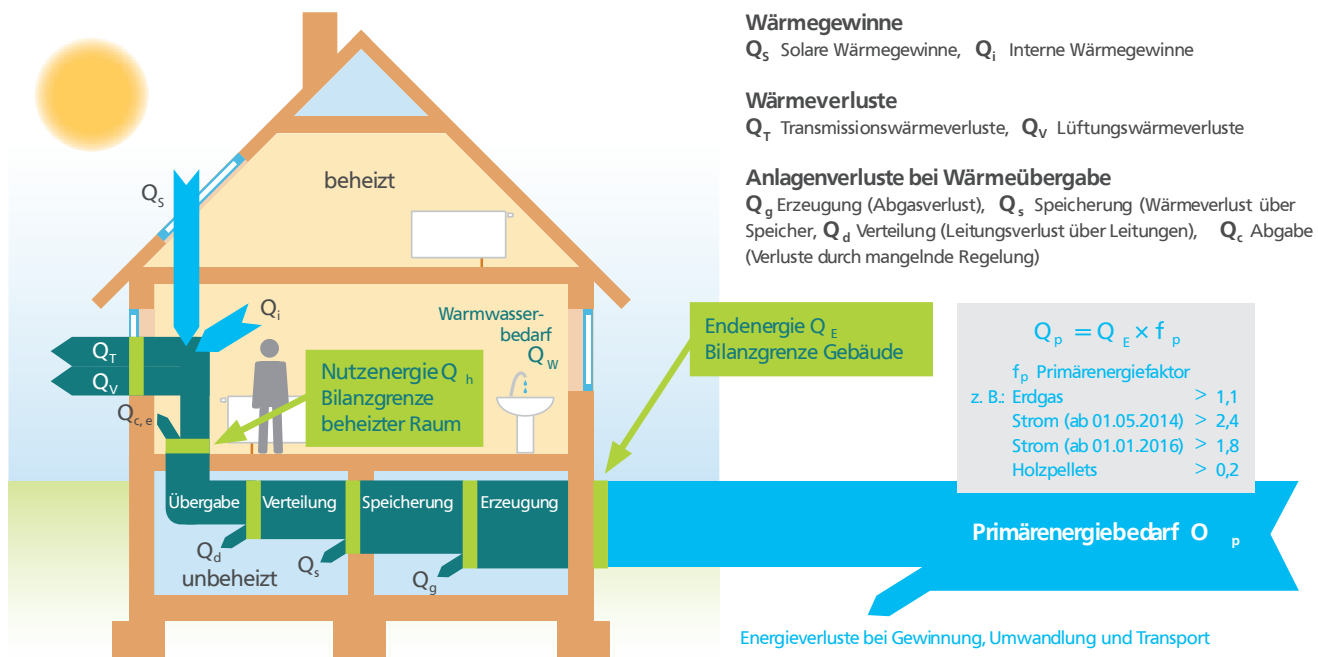 Wärmegewinne
Qs Solare Wärmegewinne, Qi Interne Wärmegewinne
Wärmeverluste
QT Transmissionswärmeverluste, QV Lüftungswärmeverluste
Anlagenverluste bei Wärmeübergabe
Qg Erzeugung (Abgasverlust), Qs Speicherung (Wärmeverlust über
Speicher, Qd Verteilung (Leitungsverlust über Leitungen), Qc Abgabe
(Verluste durch mangelnde Regelung)
beheizt
QS
Qi
Warmwasser-
bedarf
QW
QT
QV
Qc, e
Nutzenergie Q h
Bilanzgrenze
beheizter Raum
Endenergie Q E
Bilanzgrenze Gebäude
Qp = QE × fp
fp Primärenergiefaktor
z. B.: Erdgas > 1,1
Strom (ab 01.05.2014) > 2,4
Strom (ab 01.01.2016) > 1,8
Holzpellets > 0,2
Übergabe
Verteilung
Speicherung
Erzeugung
Qd
unbeheizt
Qs
Qg
Primärenergiebedarf O p
Energieverluste bei Gewinnung, Umwandlung und Transport